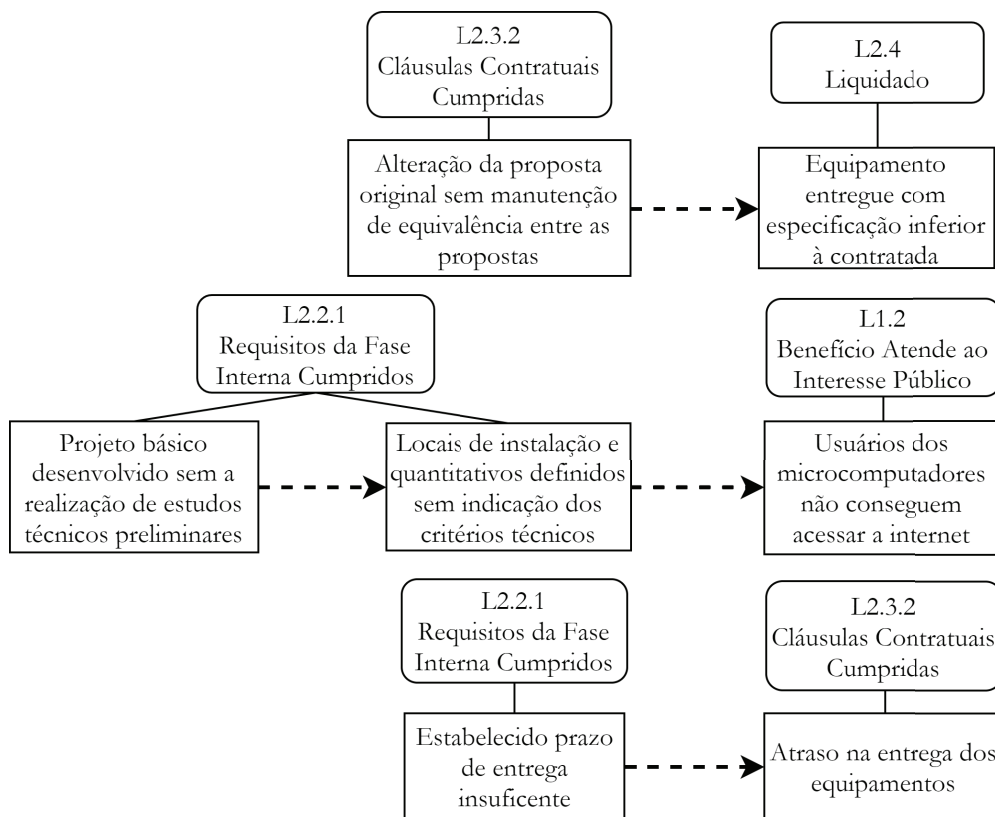 L2.3.2
Cláusulas Contratuais
Cumpridas
L2.4
Liquidado
Alteração da proposta
original sem manutenção
de equivalência entre as
propostas
Equipamento
entregue com
especificação inferior
à contratada
L2.2.1
Requisitos da Fase
Interna Cumpridos
L1.2
Benefício Atende ao
Interesse Público
Projeto básico
desenvolvido sem a
realização de estudos
técnicos preliminares
Locais de instalação e
quantitativos definidos
sem indicação dos
critérios técnicos
Usuários dos
microcomputadores
não conseguem
acessar a internet
L2.2.1
Requisitos da Fase
Interna Cumpridos
L2.3.2
Cláusulas Contratuais
Cumpridas
Estabelecido prazo
de entrega
insuficente
Atraso na entrega dos
equipamentos